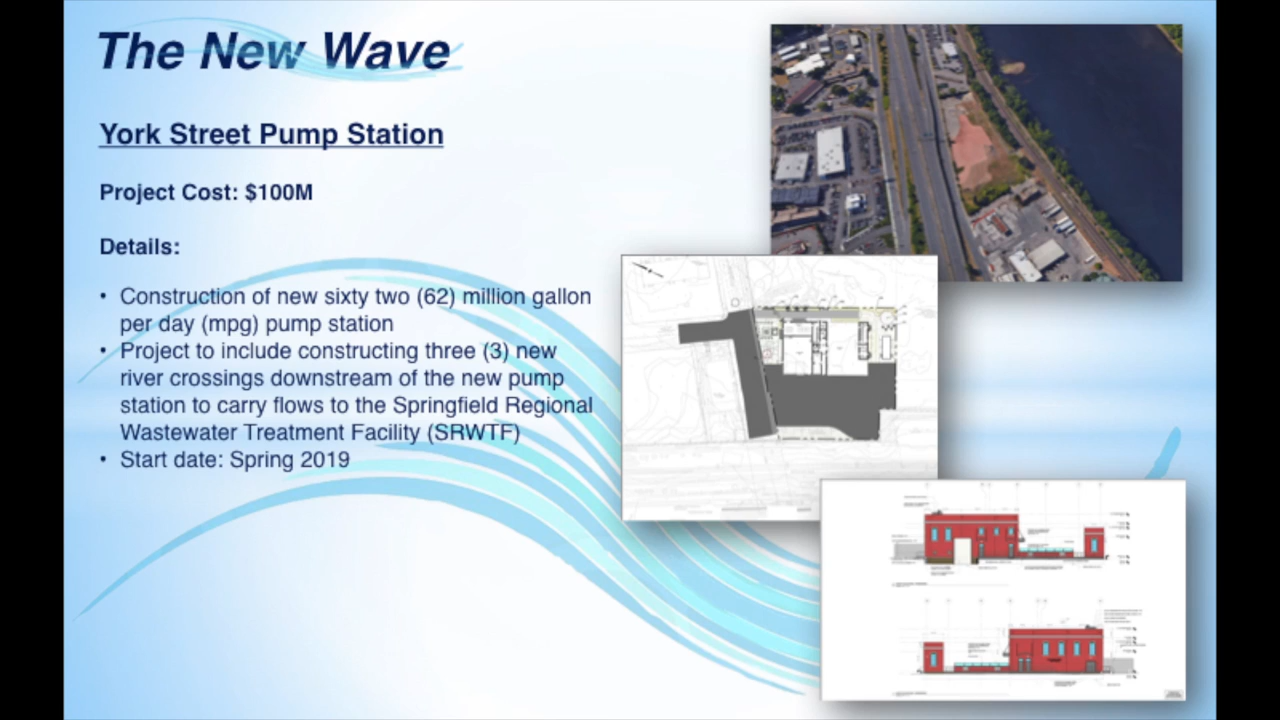 The New Wave
York Street Pump Station
Project Cost: $100M
Details:
• Construction of new sixty two (62) million gallon
per day (mpg) pump station
• Project to include constructing three (3) new
river crossings downstream of the new pump
station to carry flows to the Springfield Regional
Wastewater Treatment Facility (SRWTF)
• Start date: Spring 2019